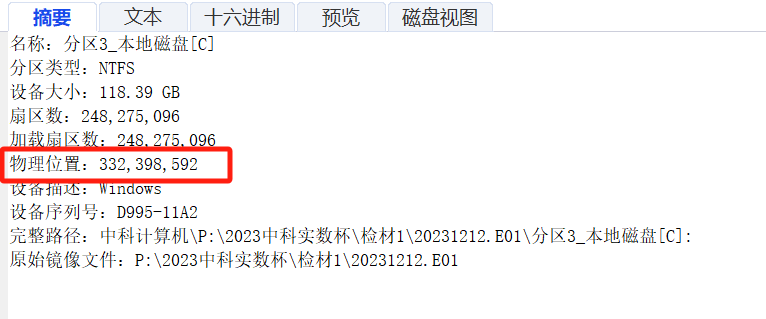 摘要 文本 十六进制 预览 磁盘视图
名称: 分区3_本地磁盘[C]
分区类型: NTFS
设备大小: 118.39 GB
扇区数: 248,275,096
加载扇区数: 248,275,096
物理位置: 332,398,592
设备描述: Windows
设备序列号: D995-11A2
完整路径: 中科计算机\P:\2023中科实数杯\检材1\20231212.E01\分区3_本地磁盘[C]:
原始镜像文件: P:\2023中科实数杯\检材1\20231212.E01